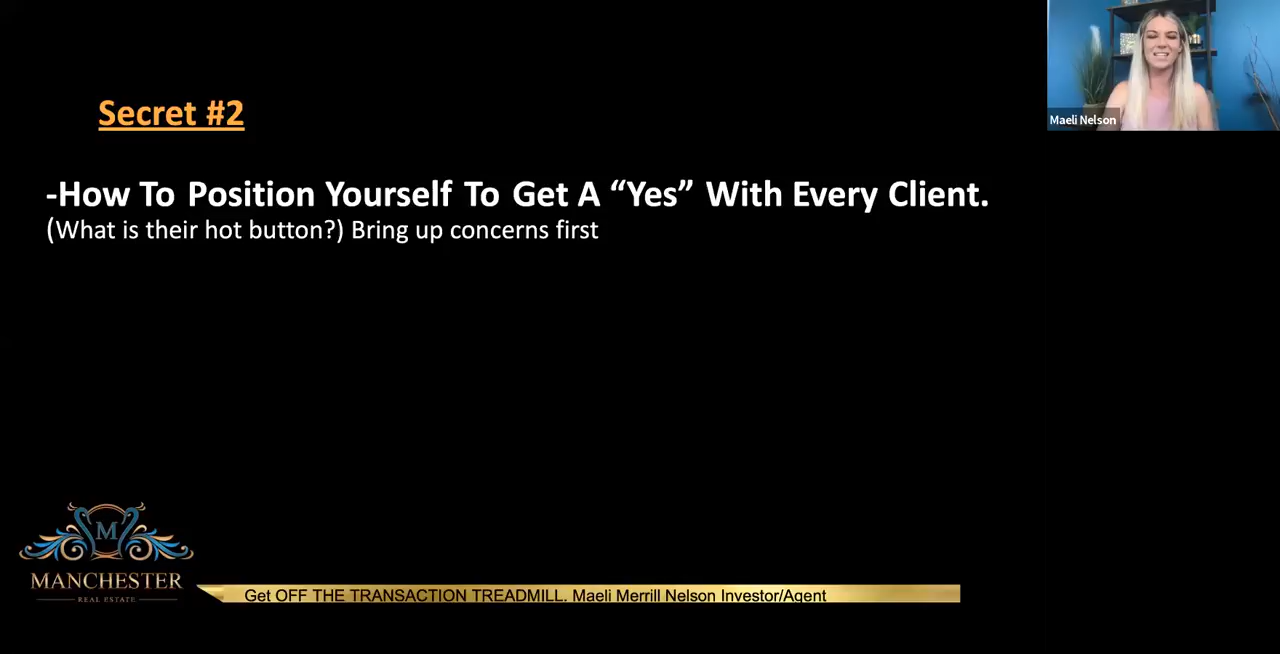 Secret #2
-How To Position Yourself To Get A “Yes” With Every Client.
(What is their hot button?) Bring up concerns first
Maeli Nelson
M
MANCHESTER
REAL ESTATE
Get OFF THE TRANSACTION TREADMILL. Maeli Merrill Nelson Investor/Agent